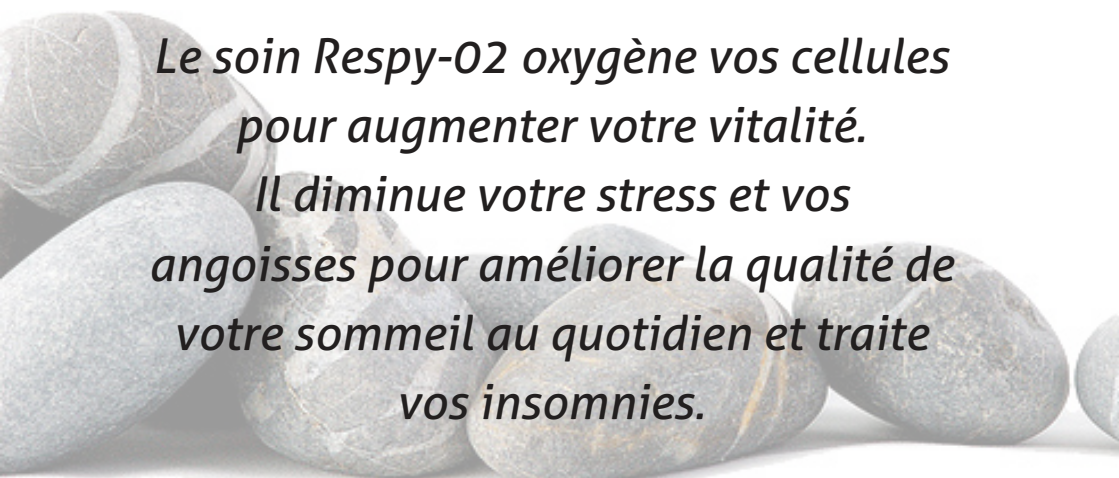 Le soin Respy-02 oxygène vos cellules
pour augmenter votre vitalité.
Il diminue votre stress et vos
angoisses pour améliorer la qualité de
votre sommeil au quotidien et traite
vos insomnies.